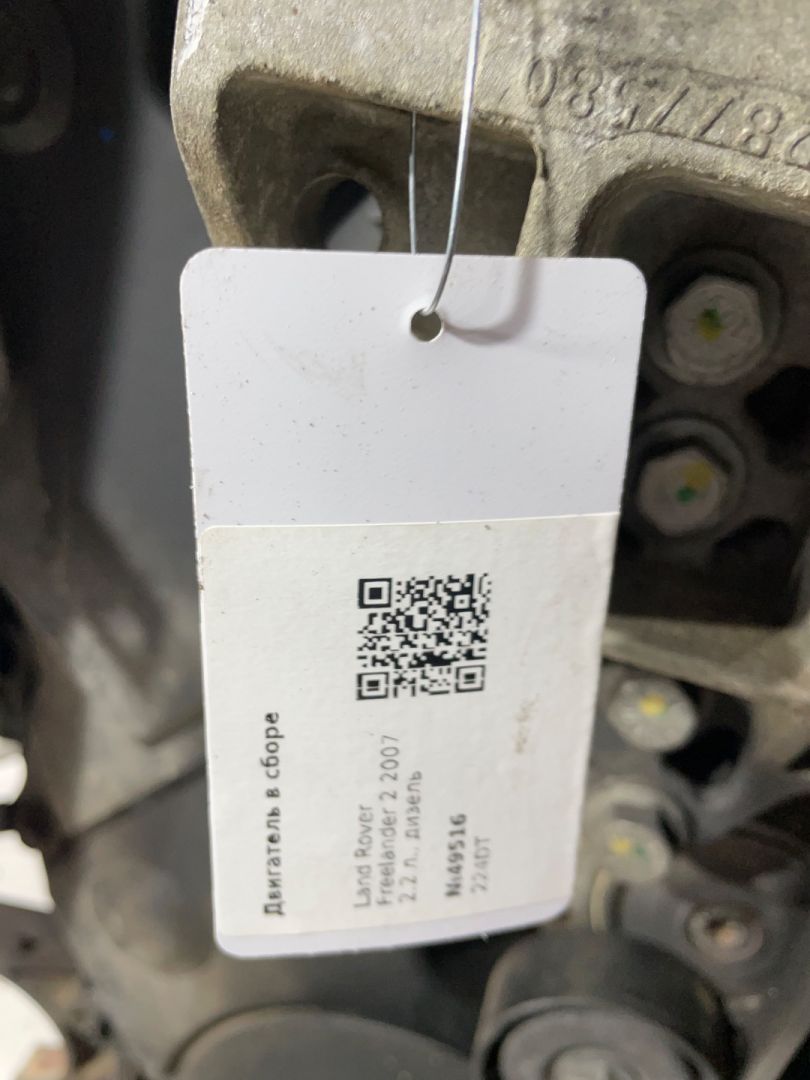 Двигатель в сборе
Land Rover
Freelander 2 2007
2.2 л., дизель
№49516
224DT